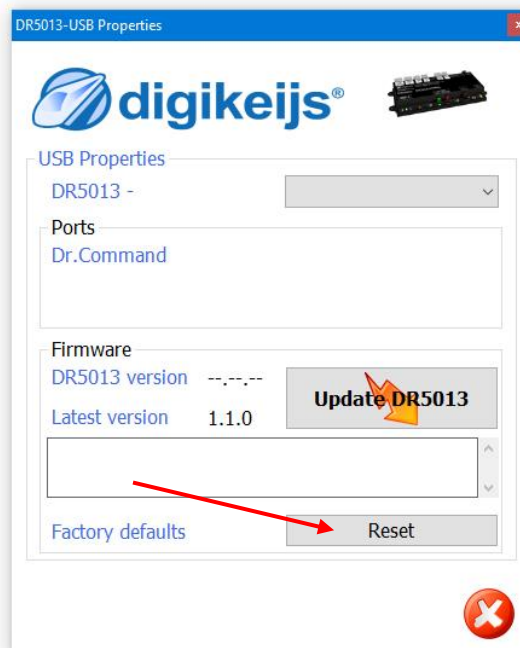 DR5013-USB Properties
digikeijs®
USB Properties
DR5013 -
Ports
Dr.Command
Firmware
DR5013 version --.--.--
Update DR5013
Latest version 1.1.0
Factory defaults Reset